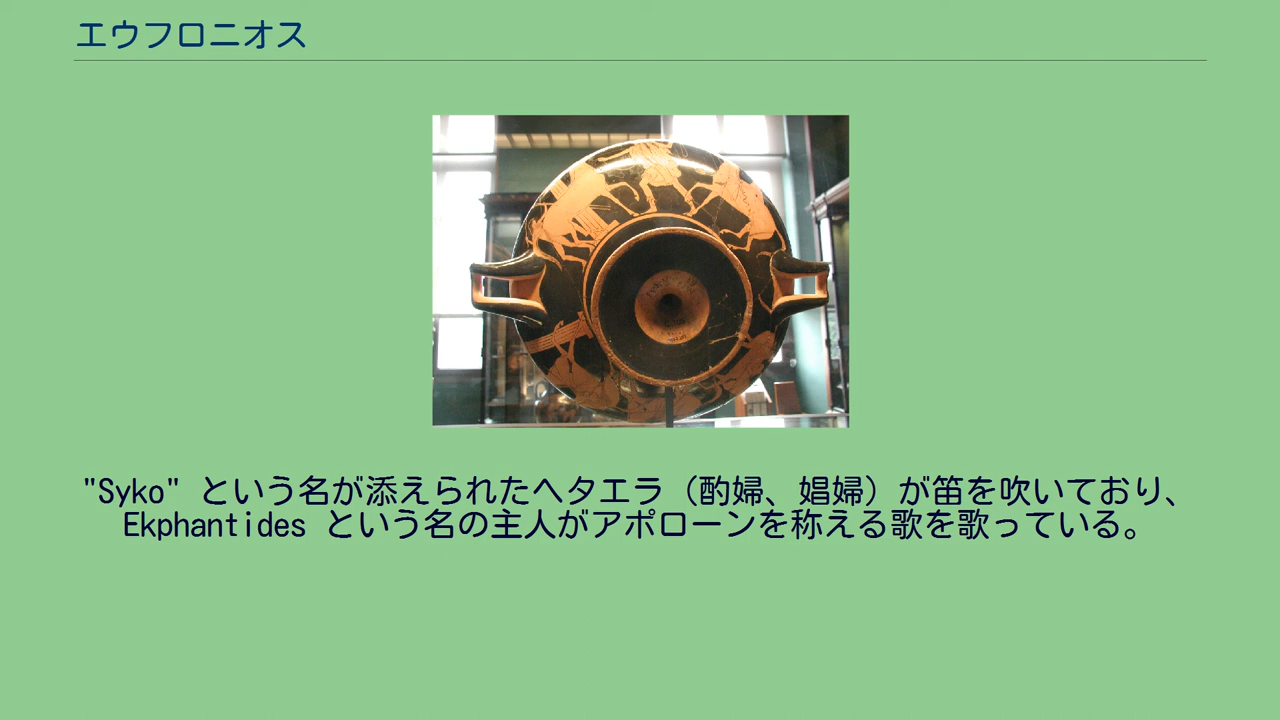 エウフロニオス
"Syko" という名が添えられたヘタエラ（酌婦、娼婦）が笛を吹いており、
Ekphantides という名の主人がアポローンを称える歌を歌っている。